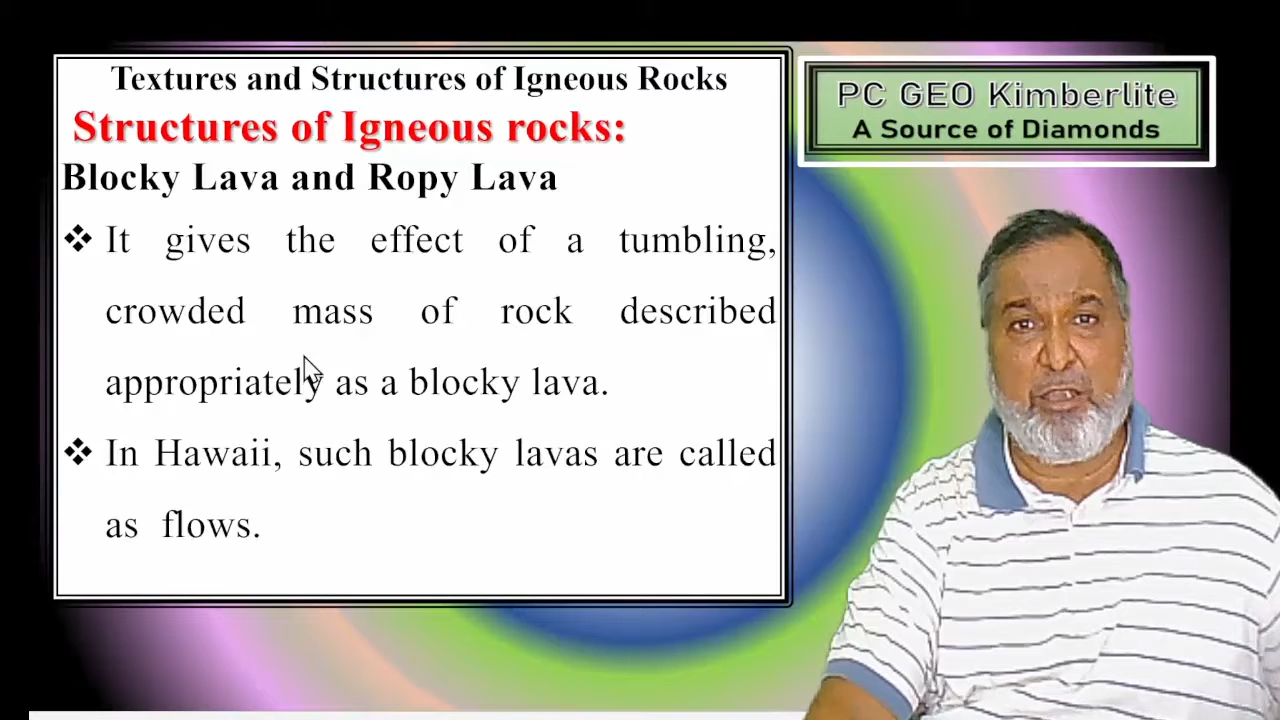 Textures and Structures of Igneous Rocks
Structures of Igneous rocks:
Blocky Lava and Ropy Lava
❖ It gives the effect of a tumbling,
crowded mass of rock described
appropriately as a blocky lava.
❖ In Hawaii, such blocky lavas are called
as flows.
PC GEO Kimberlite
A Source of Diamonds